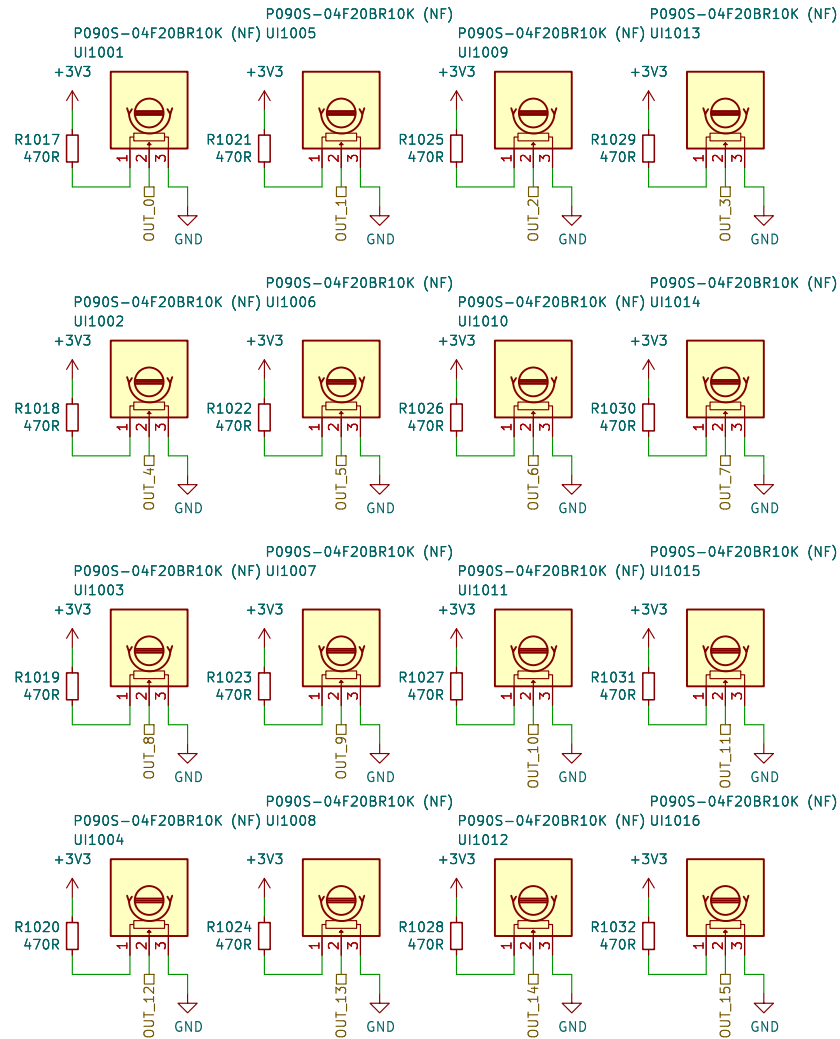 P090S-04F20BR10K (NF)
UI1001
+3V3
R1017
470R
1
2
3
OUT_0
GND
P090S-04F20BR10K (NF)
UI1005
+3V3
R1021
470R
1
2
3
OUT_1
GND
P090S-04F20BR10K (NF)
UI1009
+3V3
R1025
470R
1
2
3
OUT_2
GND
P090S-04F20BR10K (NF)
UI1013
+3V3
R1029
470R
1
2
3
OUT_3
GND
P090S-04F20BR10K (NF)
UI1002
+3V3
R1018
470R
1
2
3
OUT_4
GND
P090S-04F20BR10K (NF)
UI1006
+3V3
R1022
470R
1
2
3
OUT_5
GND
P090S-04F20BR10K (NF)
UI1010
+3V3
R1026
470R
1
2
3
OUT_6
GND
P090S-04F20BR10K (NF)
UI1014
+3V3
R1030
470R
1
2
3
OUT_7
GND
P090S-04F20BR10K (NF)
UI1003
+3V3
R1019
470R
1
2
3
OUT_8
GND
P090S-04F20BR10K (NF)
UI1007
+3V3
R1023
470R
1
2
3
OUT_9
GND
P090S-04F20BR10K (NF)
UI1011
+3V3
R1027
470R
1
2
3
OUT_10
GND
P090S-04F20BR10K (NF)
UI1015
+3V3
R1031
470R
1
2
3
OUT_11
GND
P090S-04F20BR10K (NF)
UI1004
+3V3
R1020
470R
1
2
3
OUT_12
GND
P090S-04F20BR10K (NF)
UI1008
+3V3
R1024
470R
1
2
3
OUT_13
GND
P090S-04F20BR10K (NF)
UI1012
+3V3
R1028
470R
1
2
3
OUT_14
GND
P090S-04F20BR10K (NF)
UI1016
+3V3
R1032
470R
1
2
3
OUT_15
GND